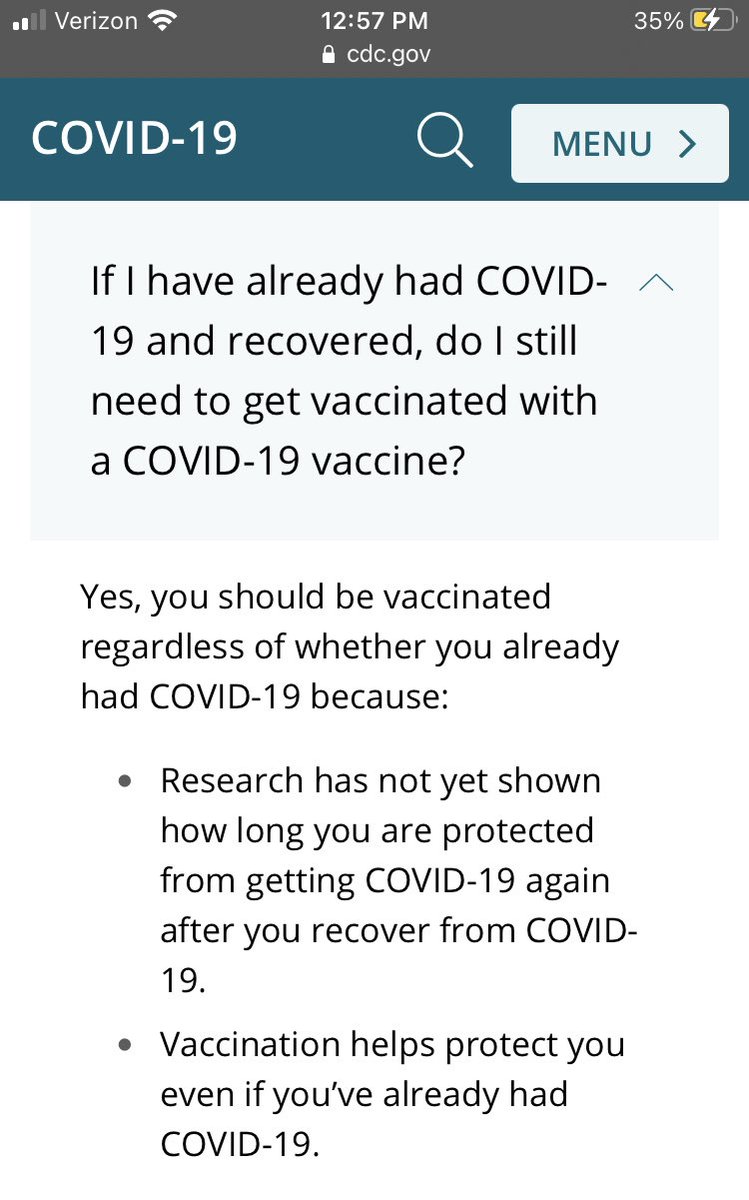 Verizon 12:57 PM 35%
cdc.gov
COVID-19 MENU
If I have already had COVID-
19 and recovered, do I still
need to get vaccinated with
a COVID-19 vaccine?
Yes, you should be vaccinated
regardless of whether you already
had COVID-19 because:
• Research has not yet shown
how long you are protected
from getting COVID-19 again
after you recover from COVID-
19.
• Vaccination helps protect you
even if you’ve already had
COVID-19.